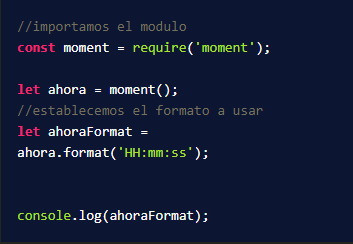 //importamos el modulo
const moment = require('moment');
let ahora = moment();
//establecemos el formato a usar
let ahoraFormat =
ahora.format('HH:mm:ss');
console.log(ahoraFormat);